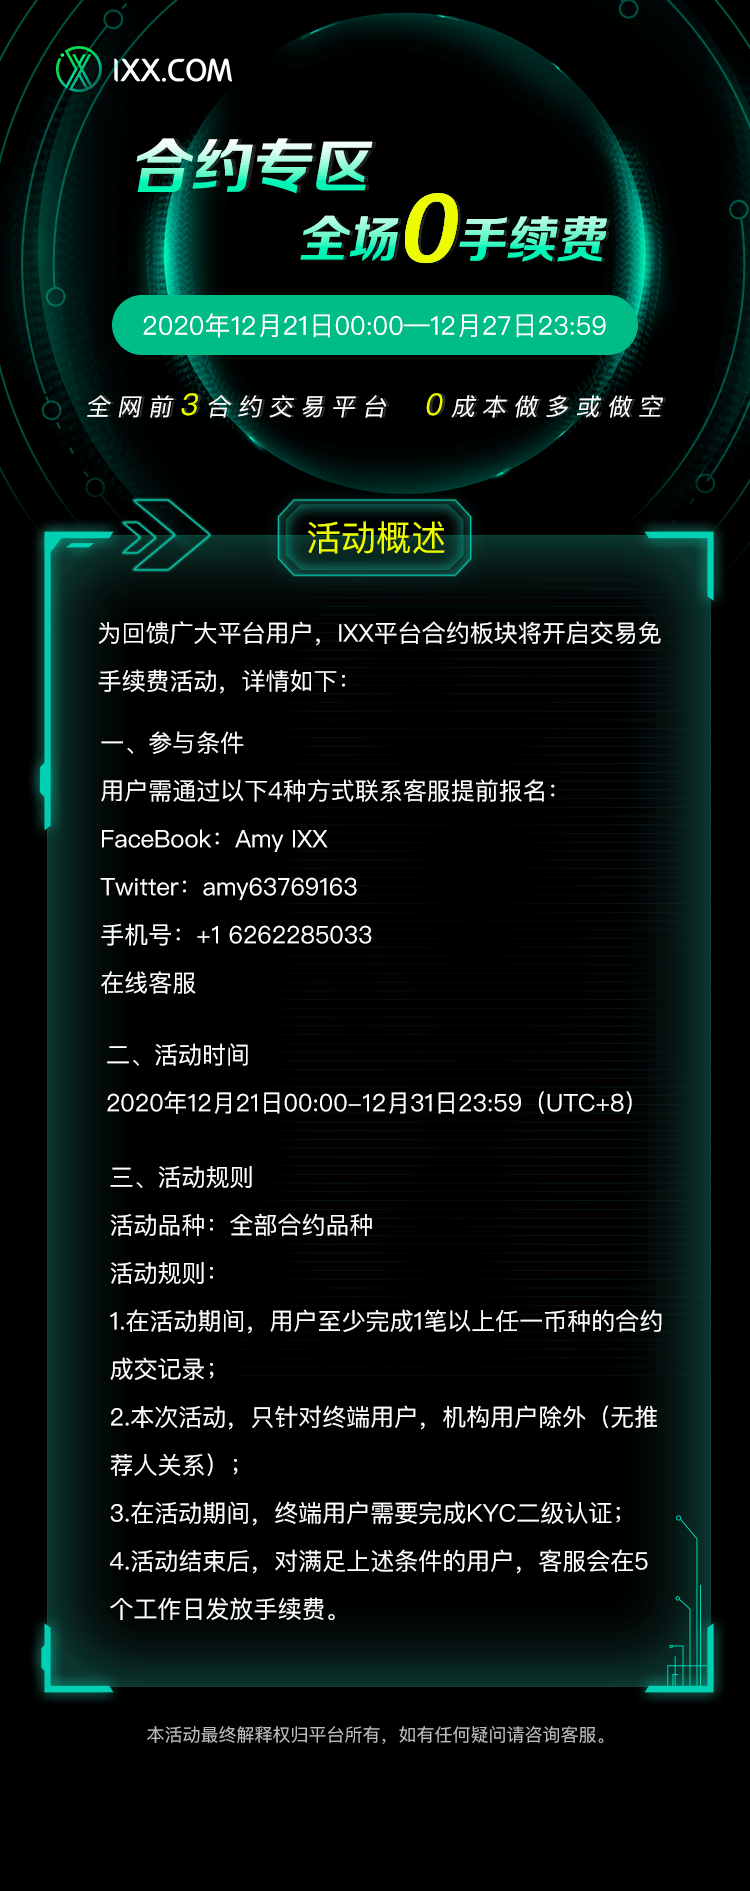 IXX.COM
合约专区
全场0手续费
2020年12月21日00:00—12月27日23:59
全网前3合约交易平台 0成本做多或做空
活动概述
为回馈广大平台用户，IXX平台合约板块将开启交易免
手续费活动，详情如下：
一、参与条件
用户需通过以下4种方式联系客服提前报名：
FaceBook：Amy IXX
Twitter：amy63769163
手机号：+1 6262285033
在线客服
二、活动时间
2020年12月21日00:00-12月31日23:59（UTC+8）
三、活动规则
活动品种：全部合约品种
活动规则：
1.在活动期间，用户至少完成1笔以上任一币种的合约
成交记录；
2.本次活动，只针对终端用户，机构用户除外（无推
荐人关系）；
3.在活动期间，终端用户需要完成KYC二级认证；
4.活动结束后，对满足上述条件的用户，客服会在5
个工作日发放手续费。
本活动最终解释权归平台所有，如有任何疑问请咨询客服。